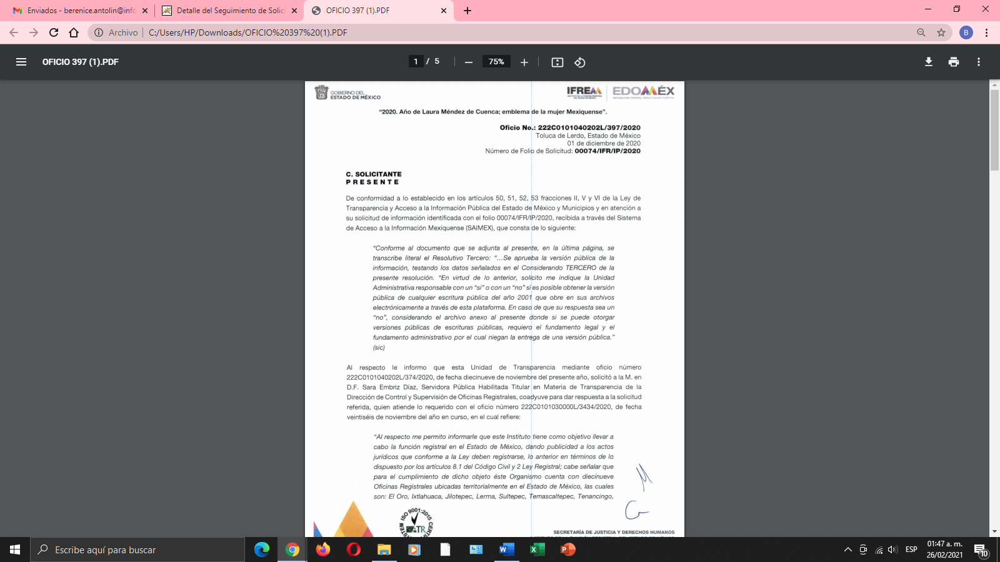 Enviados - berenice.antolin@info
Detalle del Seguimiento de Solici
OFICIO 397 (1).PDF
Archivo
C:/Users/HP/Downloads/OFICIO%20397%20(1).PDF
B
OFICIO 397 (1).PDF
1 / 5
75%
GOBIERNO DEL
ESTADO DE MÉXICO
IFREM
EDOMÉX
DECISIONES FIRMES, RESULTADOS FUERTES
“2020. Año de Laura Méndez de Cuenca; emblema de la mujer Mexiquense”.
Oficio No.: 222C0101040202L/397/2020
Toluca de Lerdo, Estado de México
01 de diciembre de 2020
Número de Folio de Solicitud: 00074/IFR/IP/2020
C. SOLICITANTE
P R E S E N T E
De conformidad a lo establecido en los artículos 50, 51, 52, 53 fracciones II, V y VI de la Ley de
Transparencia y Acceso a la Información Pública del Estado de México y Municipios y en atención a
su solicitud de información identificada con el folio 00074/IFR/IP/2020, recibida a través del Sistema
de Acceso a la Información Mexiquense (SAIMEX), que consta de lo siguiente:
“Conforme al documento que se adjunta al presente, en la última página, se
transcribe literal el Resolutivo Tercero: “…Se aprueba la versión pública de la
información, testando los datos señalados en el Considerando TERCERO de la
presente resolución. “En virtud de lo anterior, solicito me indique la Unidad
Administrativa responsable con un “si” o con un “no” si es posible obtener la versión
pública de cualquier escritura pública del año 2001 que obre en sus archivos
electrónicamente a través de esta plataforma. En caso de que su respuesta sea un
“no”, considerando el archivo anexo al presente donde si se puede otorgar
versiones públicas de escrituras públicas, requiero el fundamento legal y el
fundamento administrativo por el cual niegan la entrega de una versión pública.”
(sic)
Al respecto le informo que esta Unidad de Transparencia mediante oficio número
222C0101040202L/374/2020, de fecha diecinueve de noviembre del presente año, solicitó a la M. en
D.F. Sara Embriz Díaz, Servidora Pública Habilitada Titular en Materia de Transparencia de la
Dirección de Control y Supervisión de Oficinas Registrales, coadyuve para dar respuesta a la solicitud
referida, quien atiende lo requerido con el oficio número 222C0101030000L/3434/2020, de fecha
veintiséis de noviembre del año en curso, en el cual refiere:
“Al respecto me permito informarle que este Instituto tiene como objetivo llevar a
cabo la función registral en el Estado de México, dando publicidad a los actos
jurídicos que conforme a la Ley deben registrarse, lo anterior en términos de lo
dispuesto por los artículos 8.1 del Código Civil y 2 Ley Registral; cabe señalar que
para el cumplimiento de dicho objeto éste Organismo cuenta con diecinueve
Oficinas Registrales ubicadas territorialmente en el Estado de México, las cuales
son: El Oro, Ixtlahuaca, Jilotepec, Lerma, Sultepec, Temascaltepec, Tenancingo,
ISO 9001:2015
ATR
SECRETARÍA DE JUSTICIA Y DERECHOS HUMANOS
Escribe aquí para buscar
ESP
01:47 a. m.
26/02/2021
10